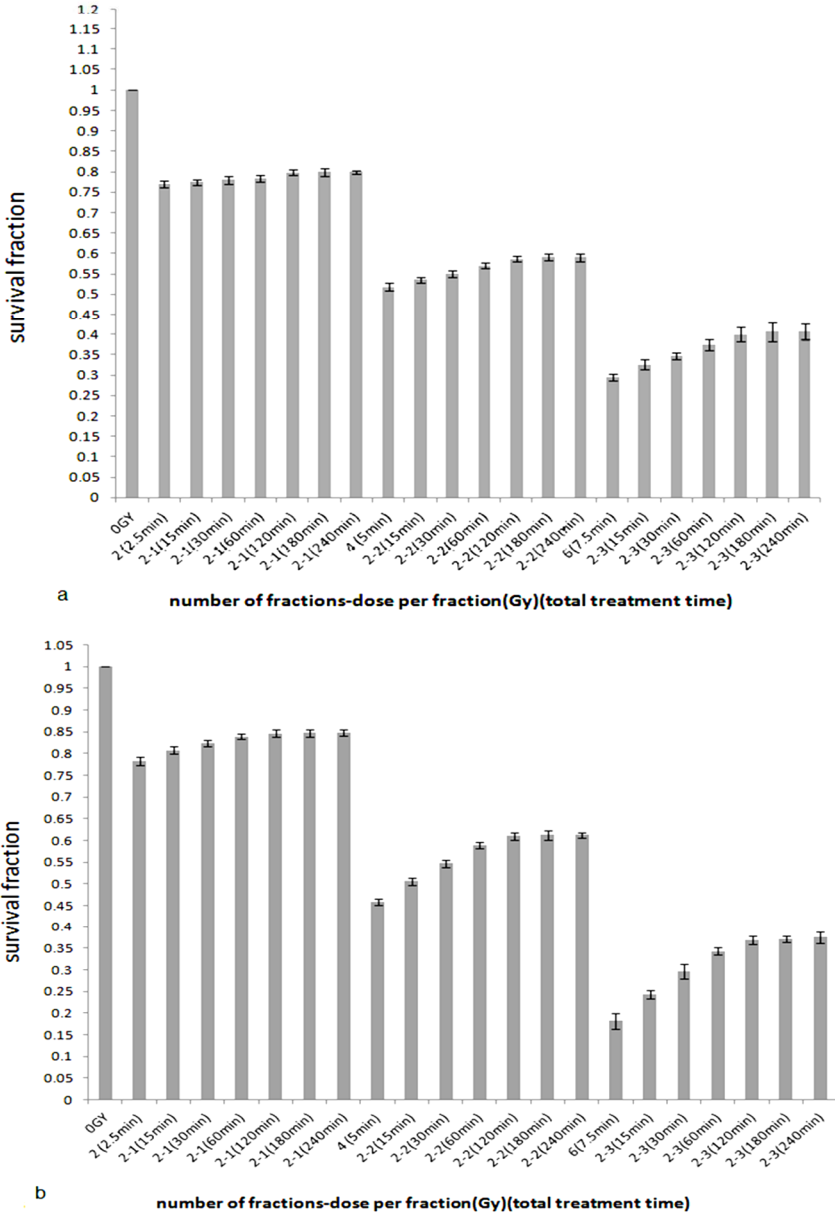 1.2
1.15
1.1
1.05
1
0.95
0.9
0.85
0.8
0.75
0.7
0.65
0.6
0.55
0.5
0.45
0.4
0.35
0.3
0.25
0.2
0.15
0.1
0.05
0
survival fraction
0GY
2 (2.5min)
2-1(15min)
2-1(30min)
2-1(60min)
2-1(120min)
2-1(180min)
2-1(240min)
4 (5min)
2-2(15min)
2-2(30min)
2-2(60min)
2-2(120min)
2-2(180min)
2-2(240min)
6(7.5min)
2-3(15min)
2-3(30min)
2-3(60min)
2-3(120min)
2-3(180min)
2-3(240min)
a
number of fractions-dose per fraction(Gy)(total treatment time)
1.05
1
0.95
0.9
0.85
0.8
0.75
0.7
0.65
0.6
0.55
0.5
0.45
0.4
0.35
0.3
0.25
0.2
0.15
0.1
0.05
0
survival fraction
0GY
2 (2.5min)
2-1(15min)
2-1(30min)
2-1(60min)
2-1(120min)
2-1(180min)
2-1(240min)
4 (5min)
2-2(15min)
2-2(30min)
2-2(60min)
2-2(120min)
2-2(180min)
2-2(240min)
6(7.5min)
2-3(15min)
2-3(30min)
2-3(60min)
2-3(120min)
2-3(180min)
2-3(240min)
b
number of fractions-dose per fraction(Gy)(total treatment time)